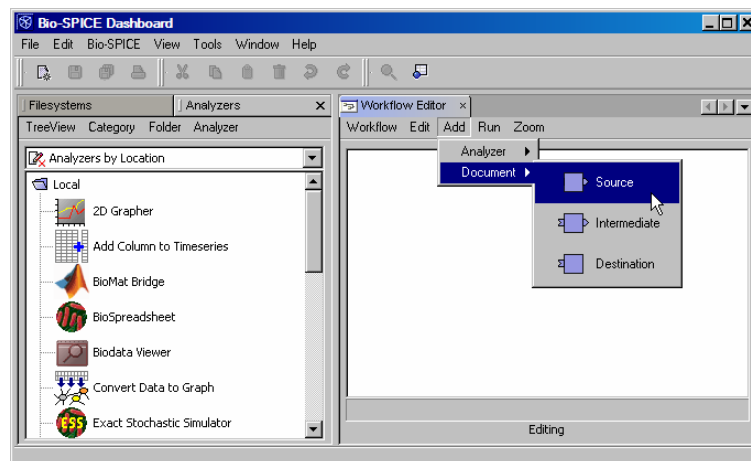 Bio-SPICE Dashboard
File Edit Bio-SPICE View Tools Window Help
Filesystems Analyzers
TreeView Category Folder Analyzer
Analyzers by Location
Local
2D Grapher
Add Column to Timeseries
BioMat Bridge
BioSpreadsheet
Biodata Viewer
Convert Data to Graph
ESS Exact Stochastic Simulator
Workflow Editor
Workflow Edit Add Run Zoom
Analyzer
Document
Source
Intermediate
Destination
Editing